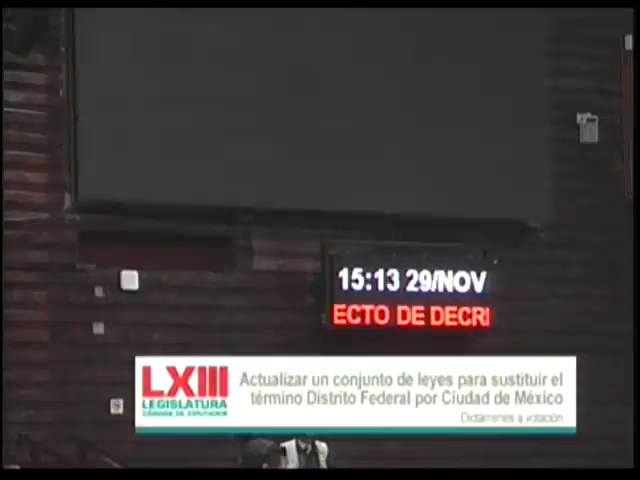 15:13 29/NOV
ECTO DE DECRI
LXIII
LEGISLATURA
CÁMARA DE DIPUTADOS
Actualizar un conjunto de leyes para sustituir el
término Distrito Federal por Ciudad de México
Dictámenes a votación